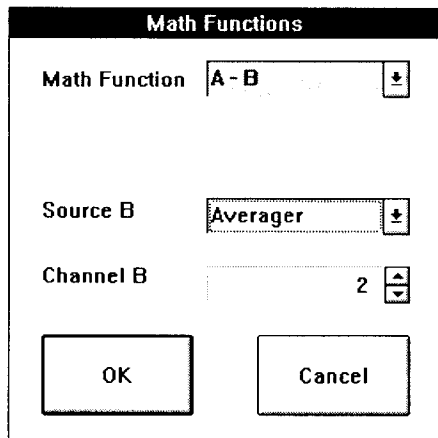 Math Functions
Math Function A - B
Source B Averager
Channel B 2
OK Cancel